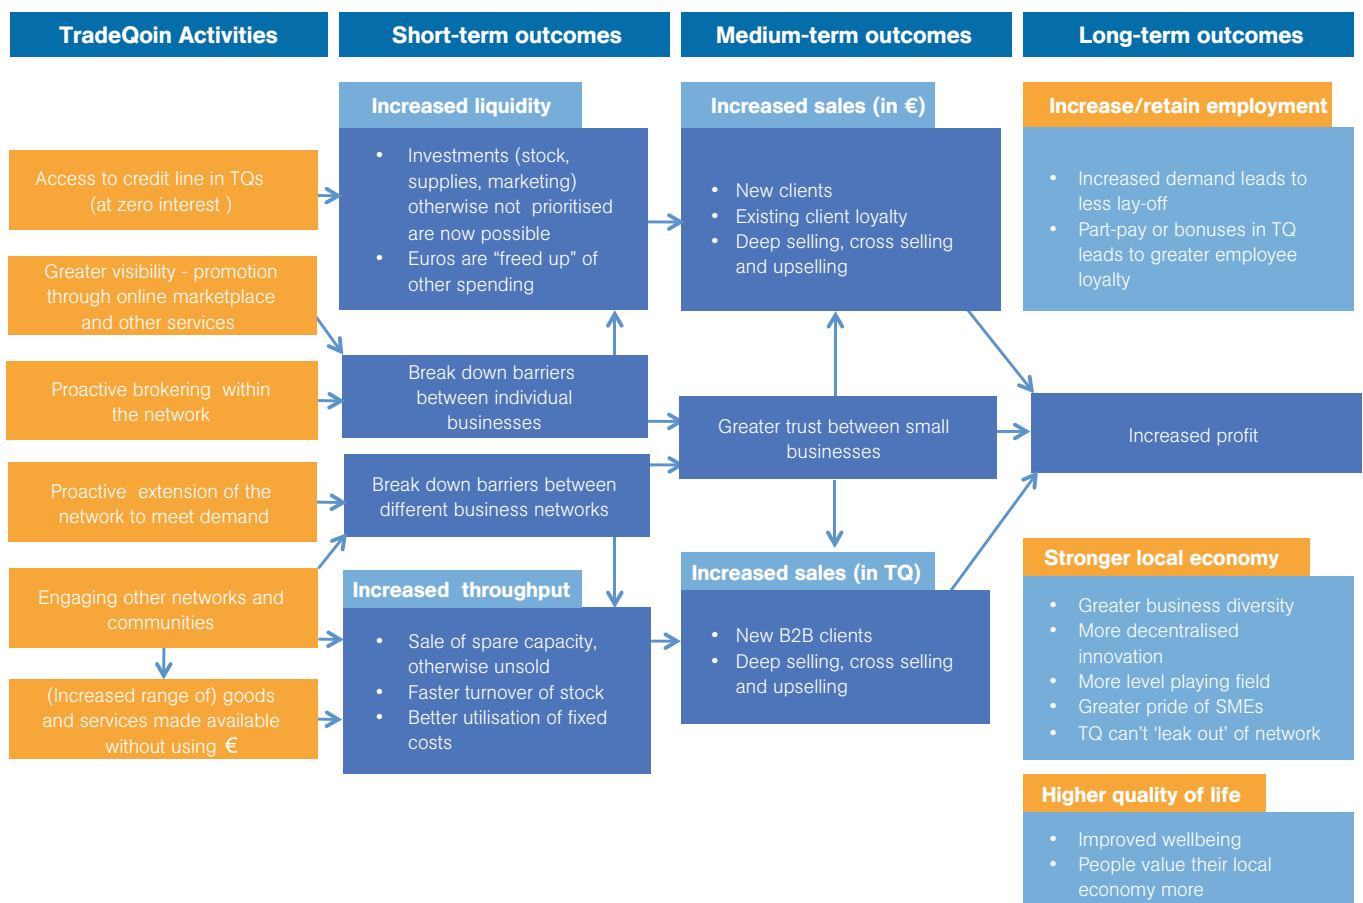 TradeQoin Activities
Short-term outcomes
Medium-term outcomes
Long-term outcomes
Access to credit line in TQs
(at zero interest )
Greater visibility - promotion
through online marketplace
and other services
Proactive brokering within
the network
Proactive extension of the
network to meet demand
Engaging other networks and
communities
(Increased range of) goods
and services made available
without using €
Increased liquidity
• Investments (stock,
supplies, marketing)
otherwise not prioritised
are now possible
• Euros are “freed up” of
other spending
Break down barriers
between individual
businesses
Break down barriers between
different business networks
Increased throughput
• Sale of spare capacity,
otherwise unsold
• Faster turnover of stock
• Better utilisation of fixed
costs
Increased sales (in €)
• New clients
• Existing client loyalty
• Deep selling, cross selling
and upselling
Greater trust between small
businesses
Increased sales (in TQ)
• New B2B clients
• Deep selling, cross selling
and upselling
Increase/retain employment
• Increased demand leads to
less lay-off
• Part-pay or bonuses in TQ
leads to greater employee
loyalty
Increased profit
Stronger local economy
• Greater business diversity
• More decentralised
innovation
• More level playing field
• Greater pride of SMEs
• TQ can’t ‘leak out’ of network
Higher quality of life
• Improved wellbeing
• People value their local
economy more